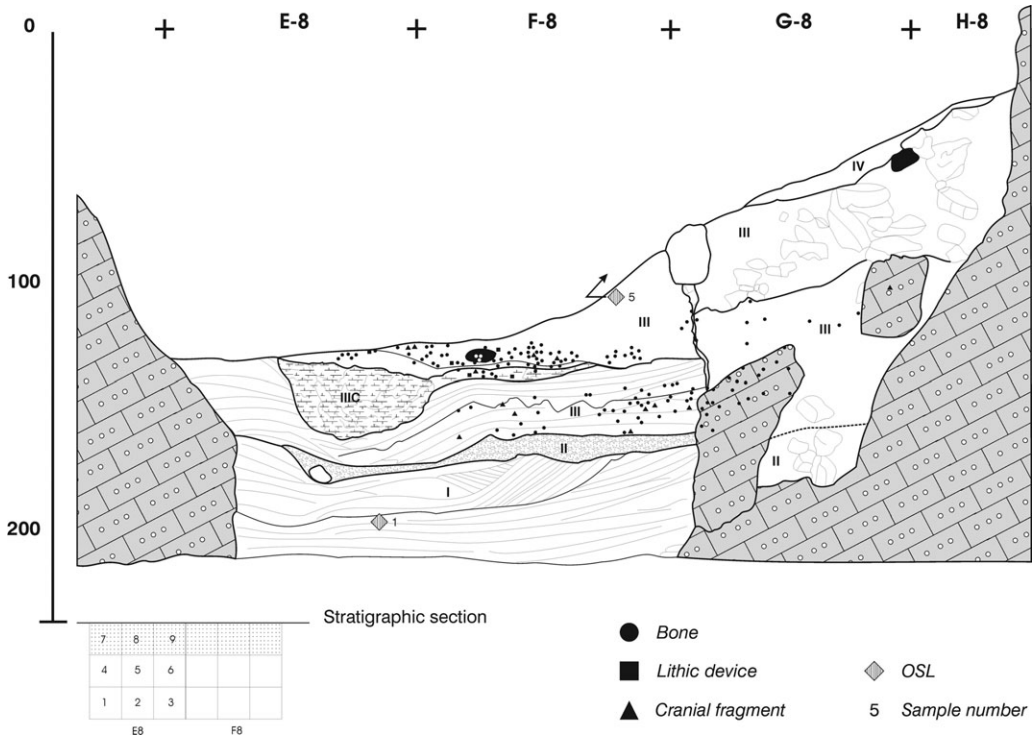 0 E-8 F-8 G-8 H-8
IV
III
100
5
III
III
IIIC
III
II
II
I
200
1
Stratigraphic section
7 8 9
4 5 6
1 2 3
E8 F8
Bone
Lithic device
OSL
Cranial fragment
5 Sample number